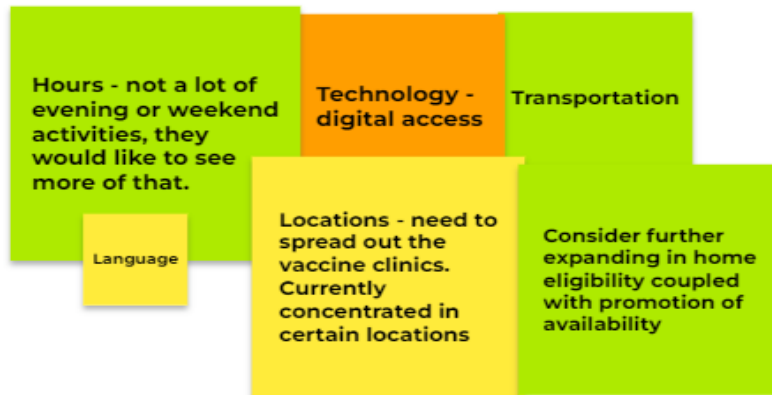 Hours - not a lot of
evening or weekend
activities, they
would like to see
more of that.
Technology -
digital access
Transportation
Language
Locations - need to
spread out the
vaccine clinics.
Currently
concentrated in
certain locations
Consider further
expanding in home
eligibility coupled
with promotion of
availability